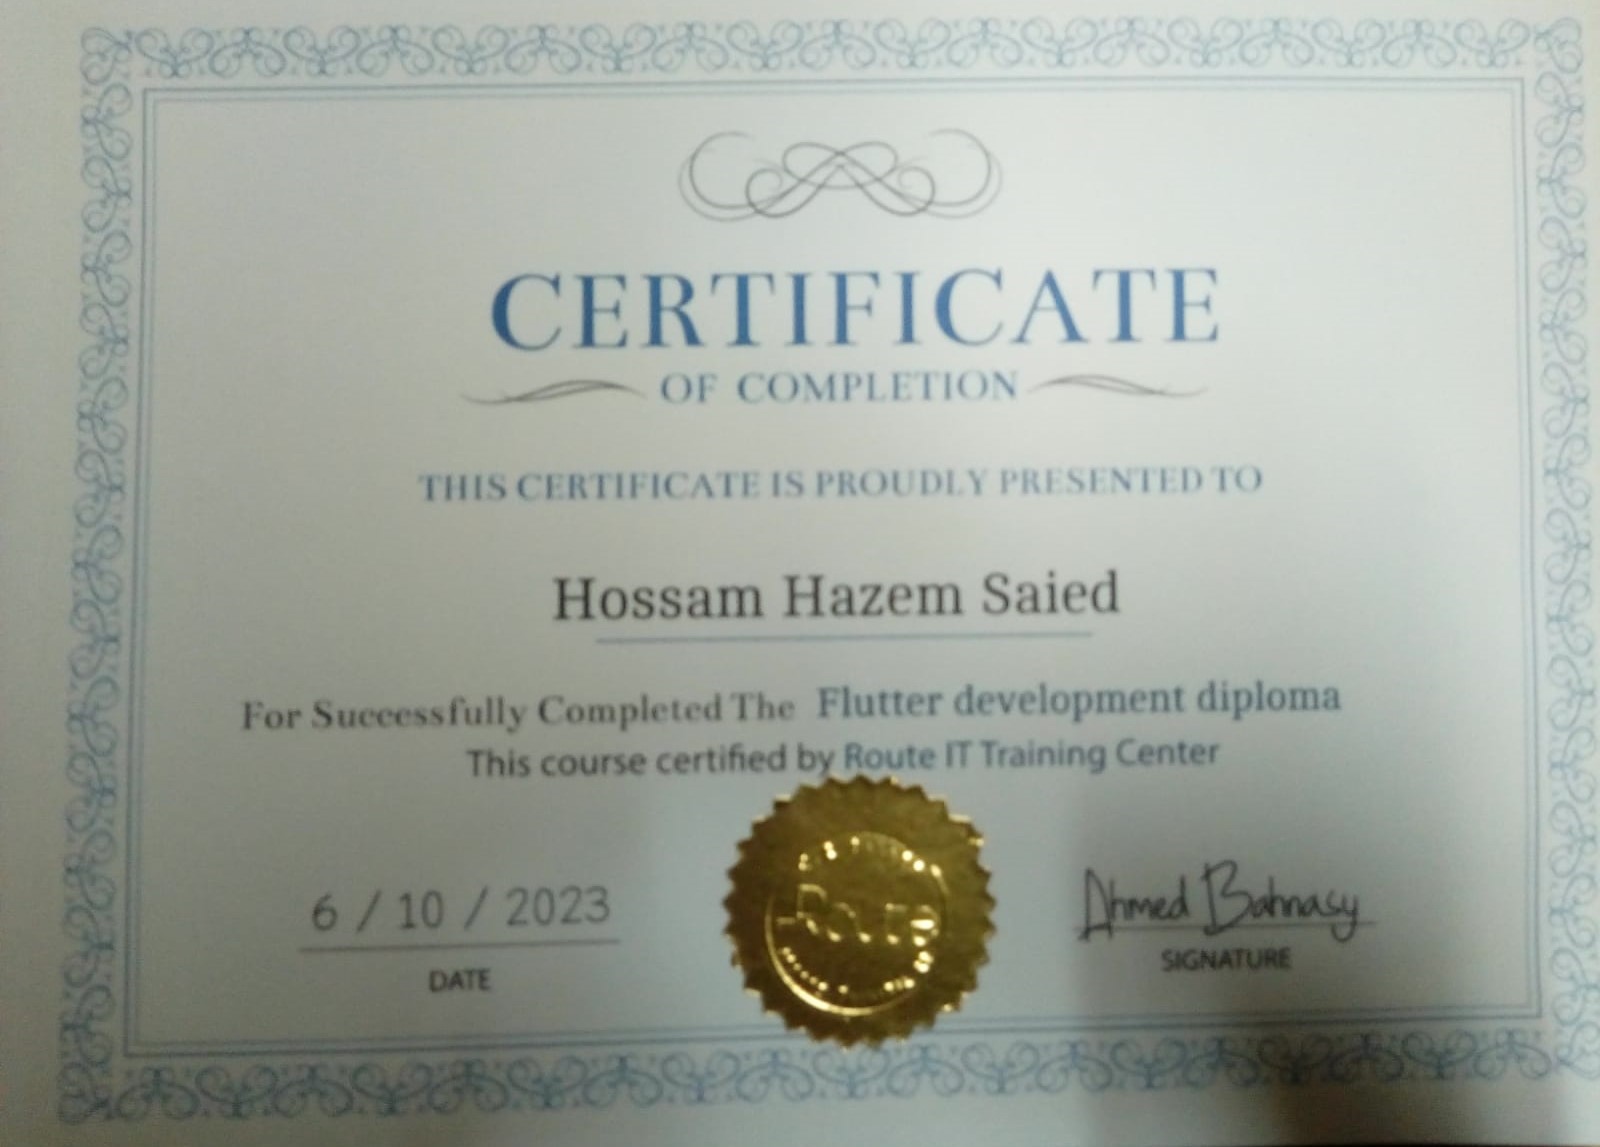 CERTIFICATE
OF COMPLETION
THIS CERTIFICATE IS PROUDLY PRESENTED TO
Hossam Hazem Saied
For Successfully Completed The Flutter development diploma
This course certified by Route IT Training Center
6 / 10 / 2023
DATE
Route
Ahmed Bahnasy
SIGNATURE